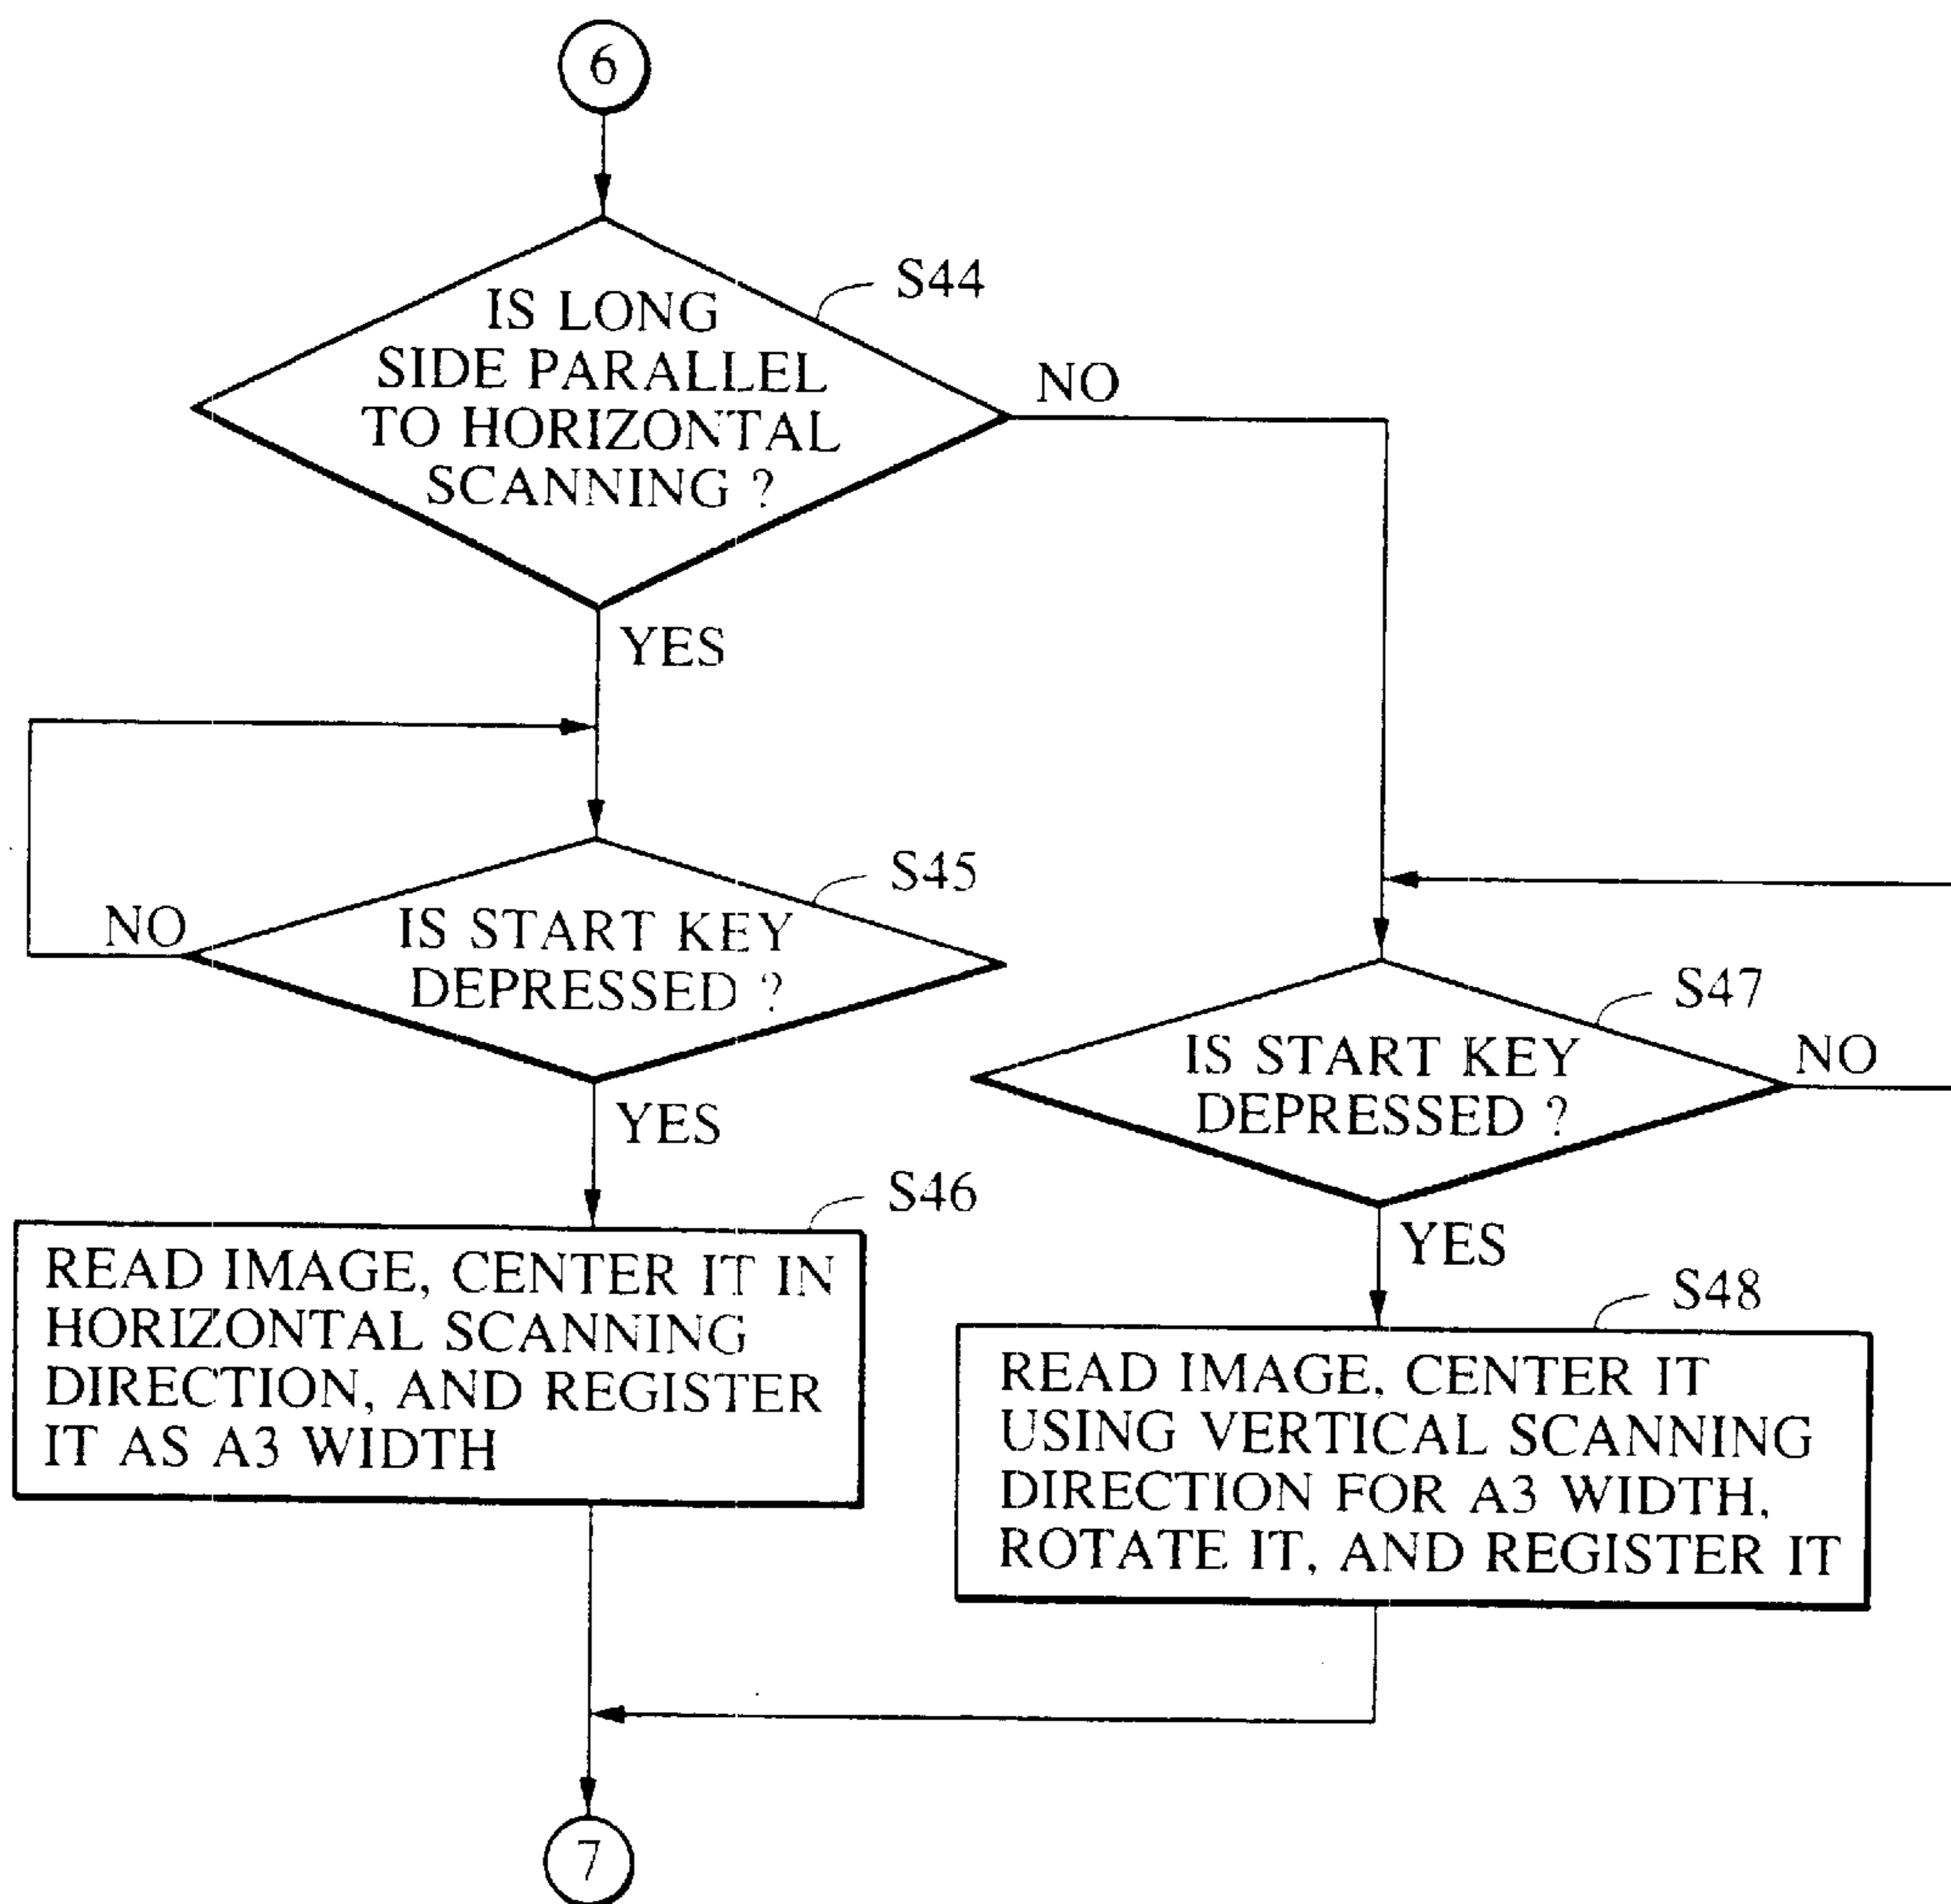 6
S44
IS LONG
SIDE PARALLEL
TO HORIZONTAL
SCANNING ?
NO
YES
S45
NO
IS START KEY
DEPRESSED ?
YES
S47
IS START KEY
DEPRESSED ?
NO
YES
S46
READ IMAGE, CENTER IT IN
HORIZONTAL SCANNING
DIRECTION, AND REGISTER
IT AS A3 WIDTH
S48
READ IMAGE, CENTER IT
USING VERTICAL SCANNING
DIRECTION FOR A3 WIDTH,
ROTATE IT, AND REGISTER IT
7